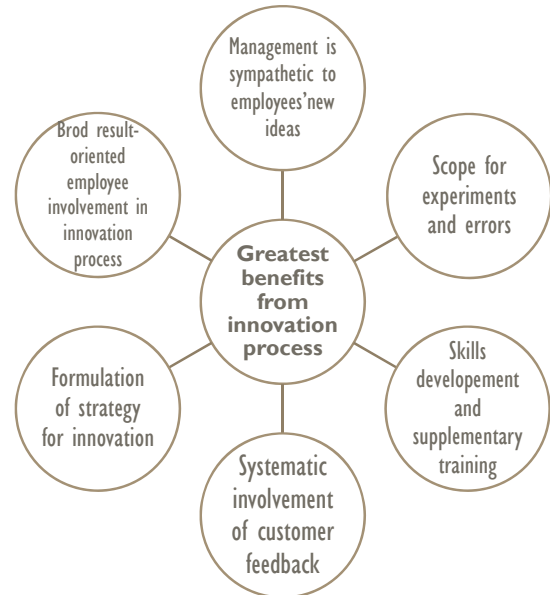 Management is
sympathetic to
employees'new
ideas
Scope for
experiments
and errors
Skills
developement
and
supplementary
training
Systematic
involvement
of customer
feedback
Formulation
of strategy
for innovation
Brod result-
oriented
employee
involvement in
innovation
process
Greatest
benefits
from
innovation
process